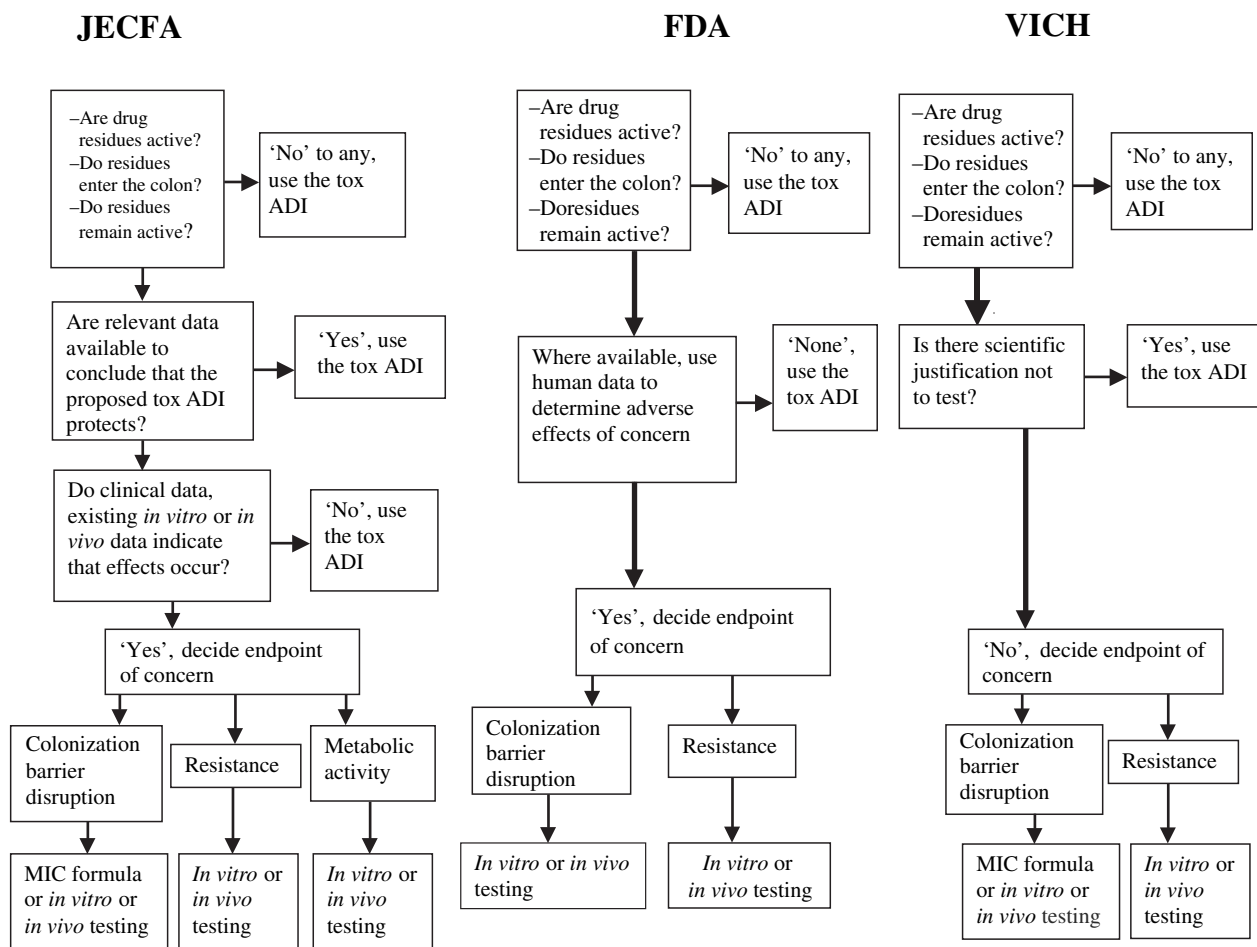 JECFA
–Are drug
residues active?
–Do residues
enter the colon?
–Do residues
remain active?
‘No’ to any,
use the tox
ADI
Are relevant data
available to
conclude that the
proposed tox ADI
protects?
‘Yes’, use
the tox ADI
Do clinical data,
existing in vitro or in
vivo data indicate
that effects occur?
‘No’, use
the tox
ADI
‘Yes’, decide endpoint
of concern
Colonization
barrier
disruption
Resistance
Metabolic
activity
MIC formula
or in vitro or
in vivo testing
In vitro or
in vivo
testing
In vitro or
in vivo
testing
FDA
–Are drug
residues active?
–Do residues
enter the colon?
–Doresidues
remain active?
‘No’ to any,
use the tox
ADI
Where available, use
human data to
determine adverse
effects of concern
‘None’,
use the
tox ADI
‘Yes’, decide endpoint
of concern
Colonization
barrier
disruption
Resistance
In vitro or in vivo
testing
In vitro or
in vivo testing
VICH
–Are drug
residues active?
–Do residues
enter the colon?
–Doresidues
remain active?
‘No’ to any,
use the tox
ADI
Is there scientific
justification not
to test?
‘Yes’, use
the tox ADI
‘No’, decide endpoint of
concern
Colonization
barrier
disruption
Resistance
MIC formula
or in vitro or
in vivo testing
In vitro or
in vivo
testing